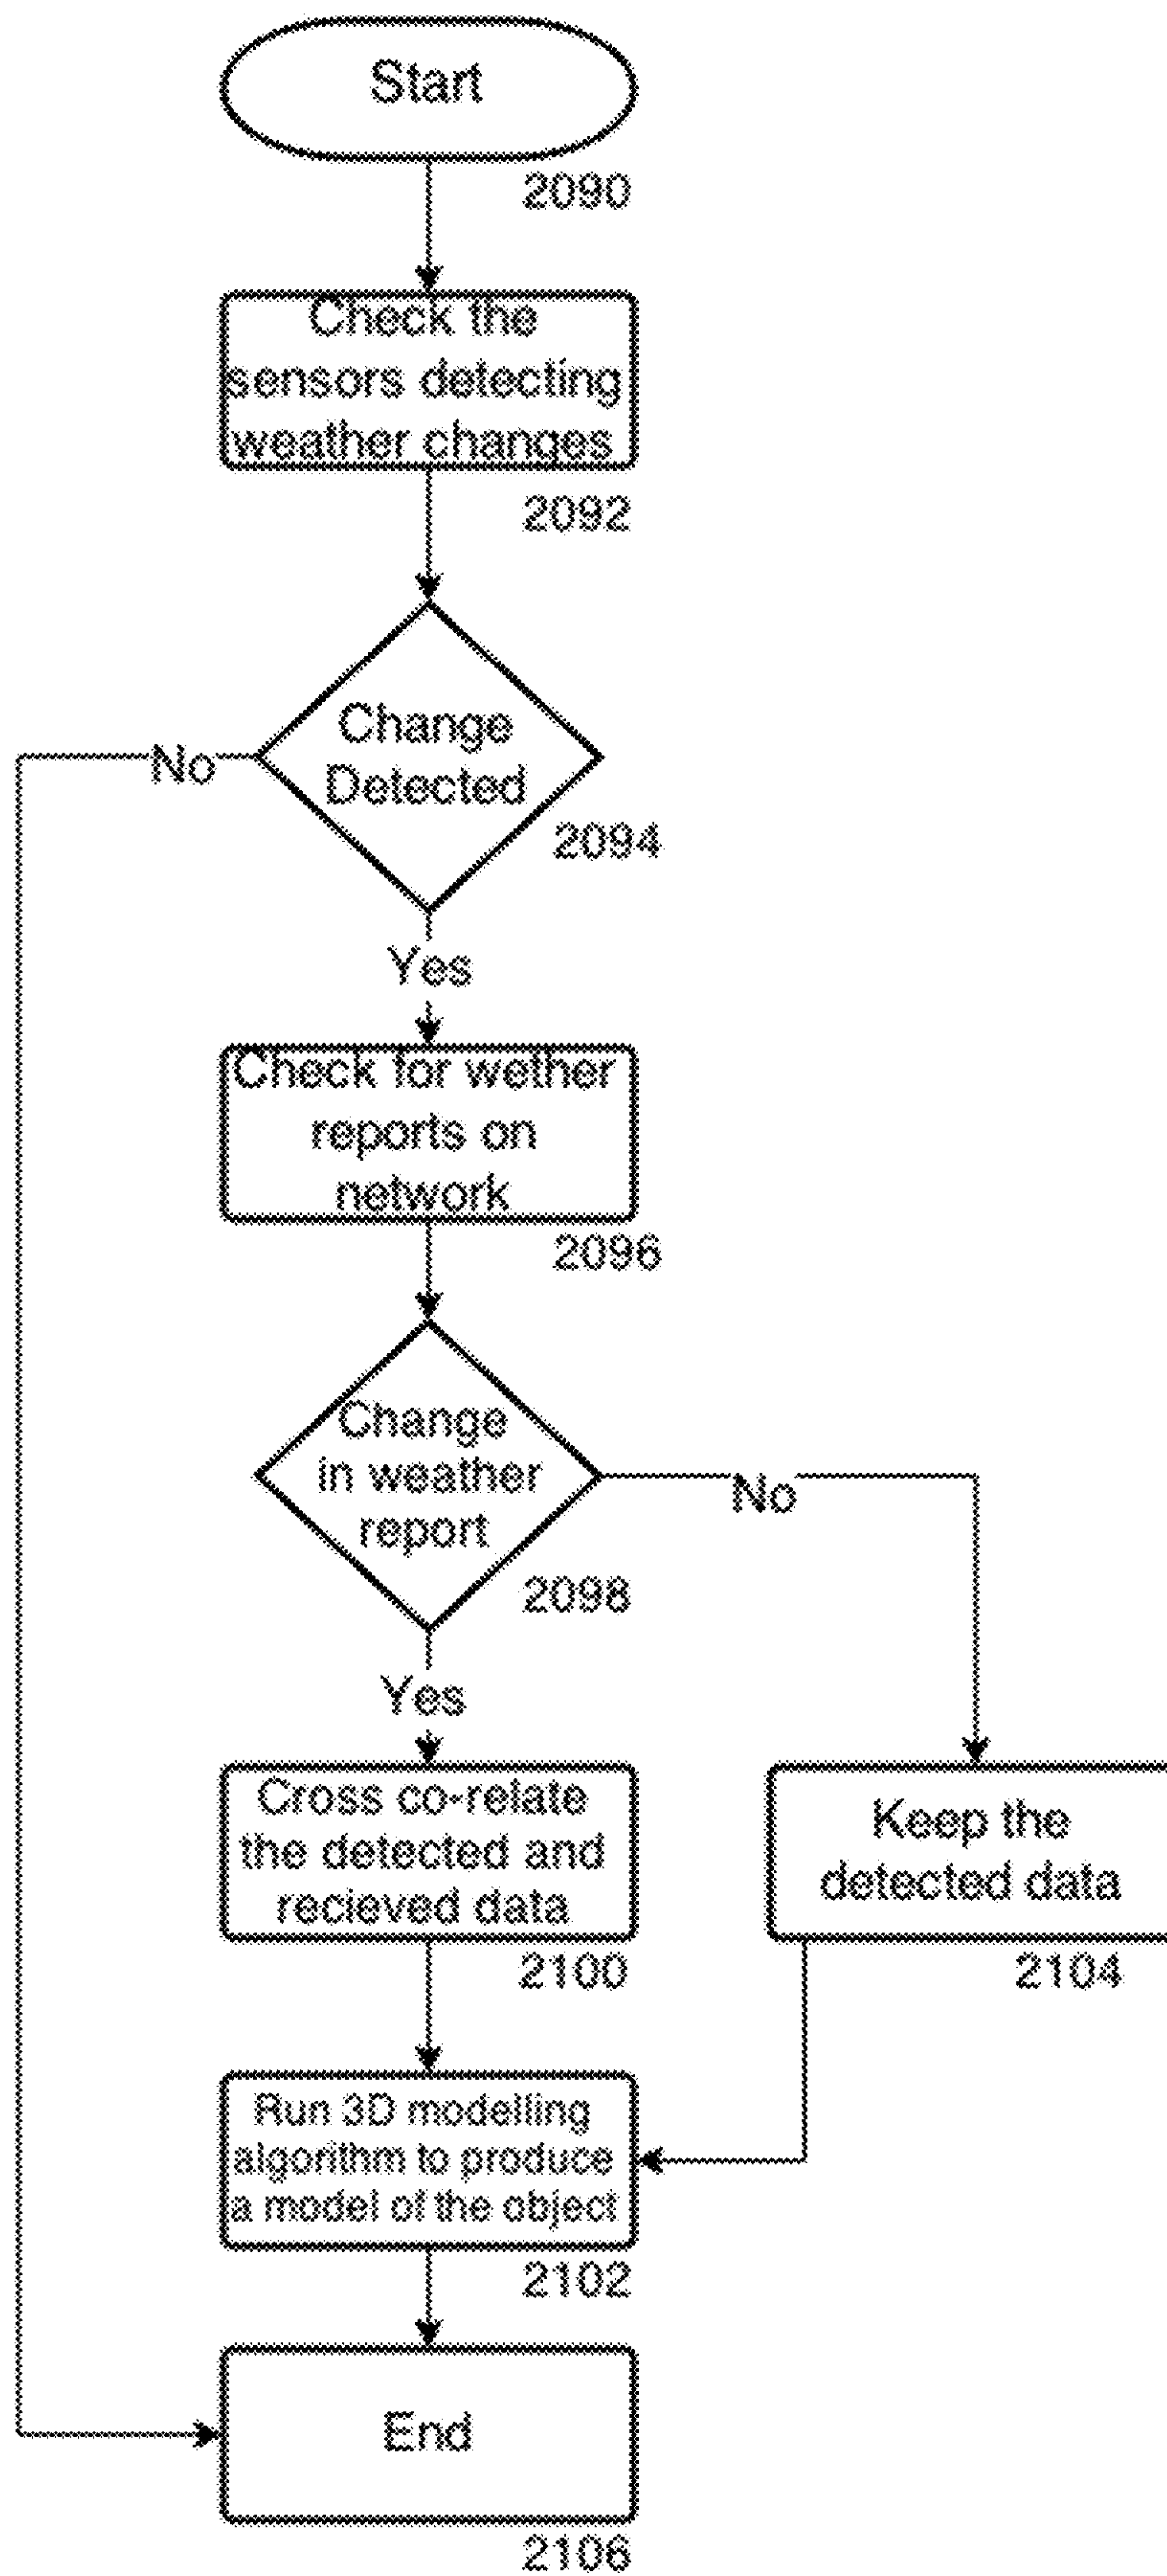 Start
2090
Check the
sensors detecting
weather changes
2092
Change
Detected
2094
No
Yes
Check for wether
reports on
network
2096
Change
in weather
report
2098
No
Yes
Cross co-relate
the detected and
recieved data
2100
Keep the
detected data
2104
Run 3D modelling
algorithm to produce
a model of the object
2102
End
2106